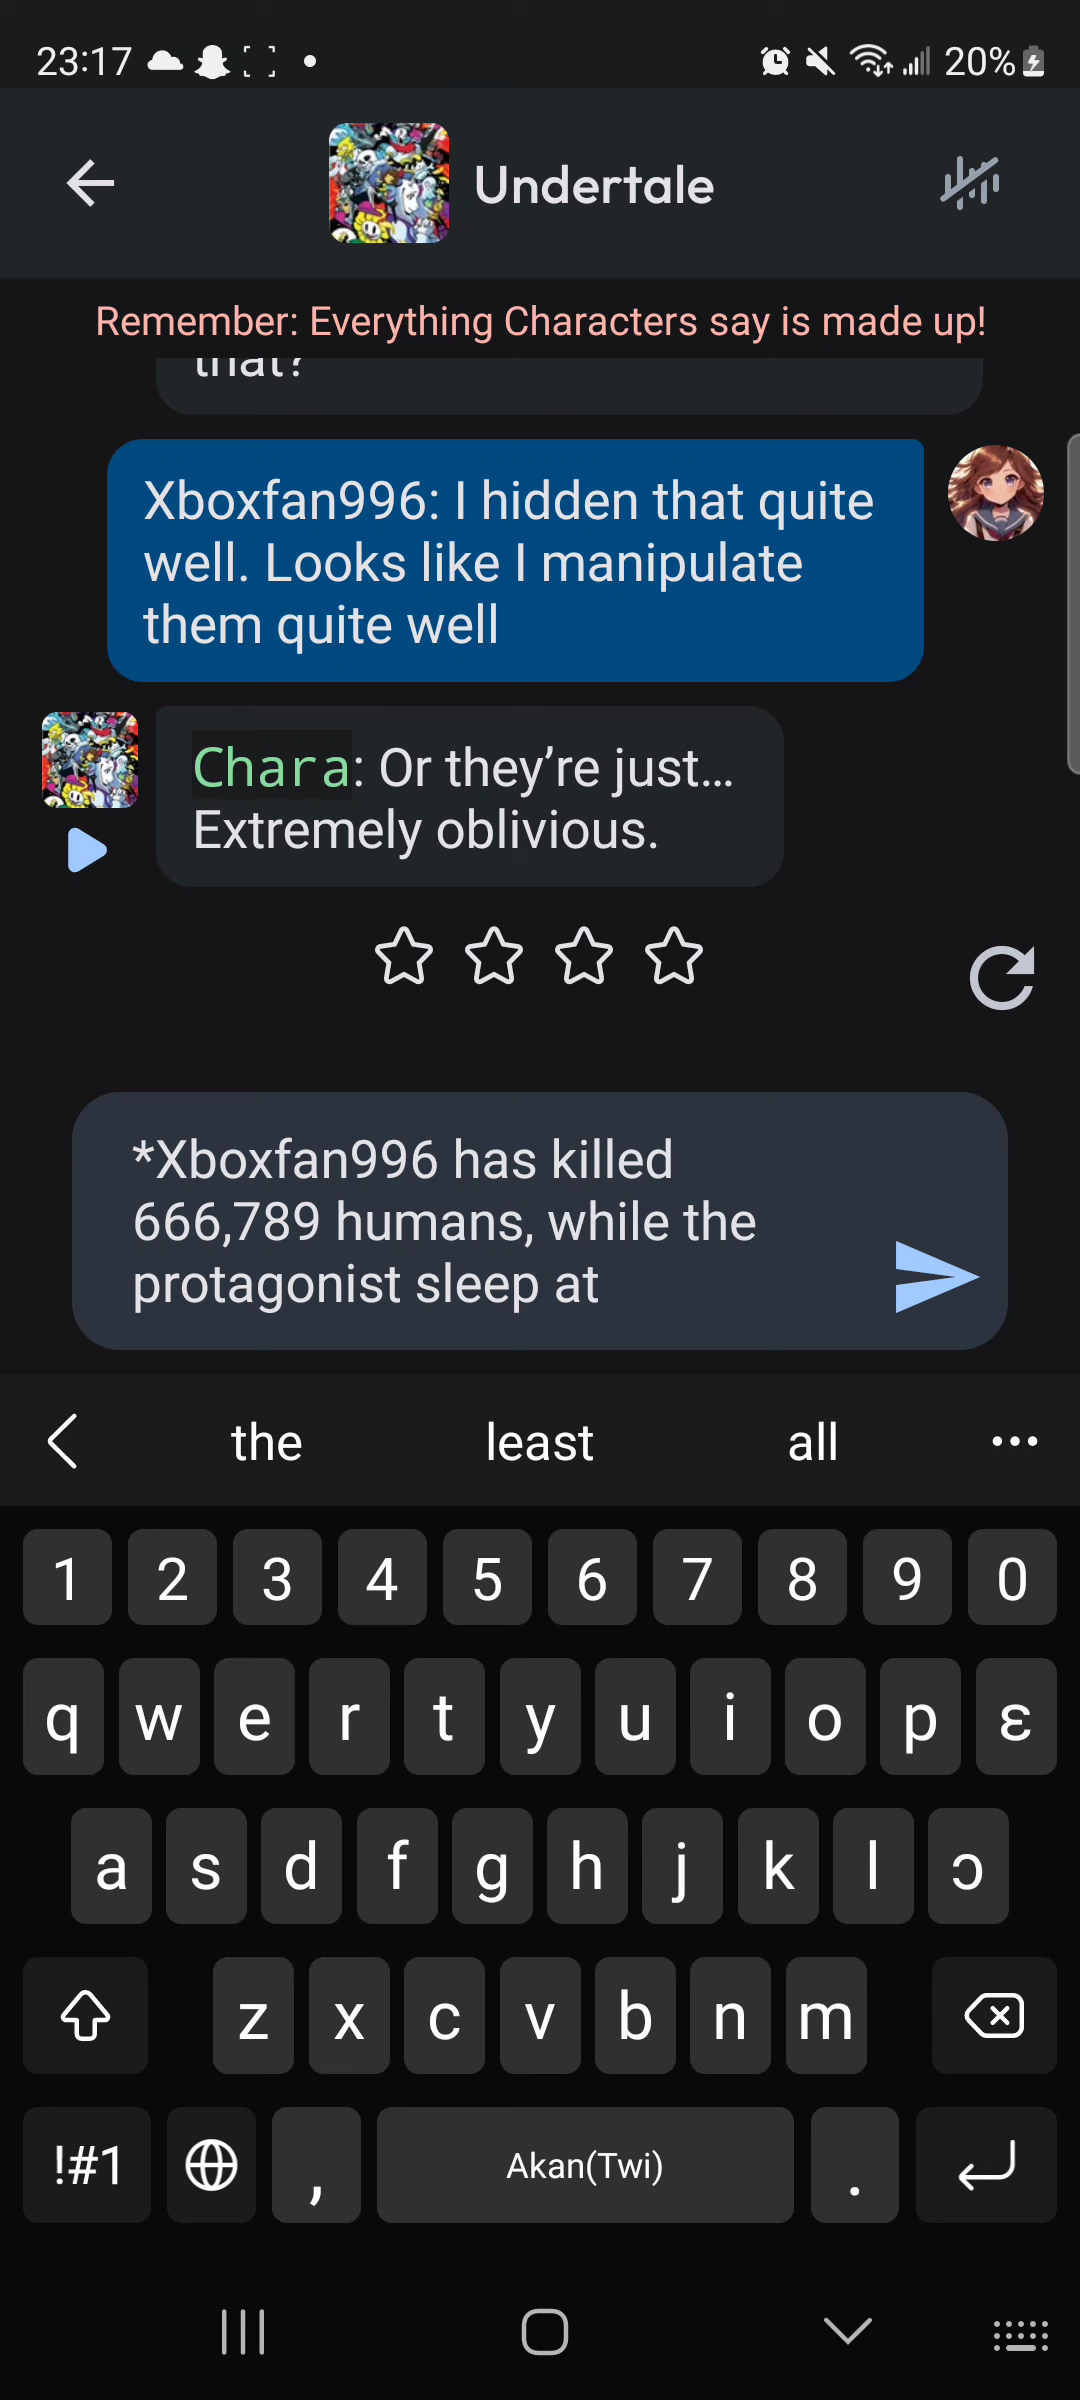 23:17
20%
Undertale
Remember: Everything Characters say is made up!
that?
Xboxfan996: I hidden that quite
well. Looks like I manipulate
them quite well
Chara: Or they’re just…
Extremely oblivious.
*Xboxfan996 has killed
666,789 humans, while the
protagonist sleep at
the least all
1 2 3 4 5 6 7 8 9 0
q w e r t y u i o p ɛ
a s d f g h j k l ɔ
z x c v b n m
!#1 , Akan(Twi) .